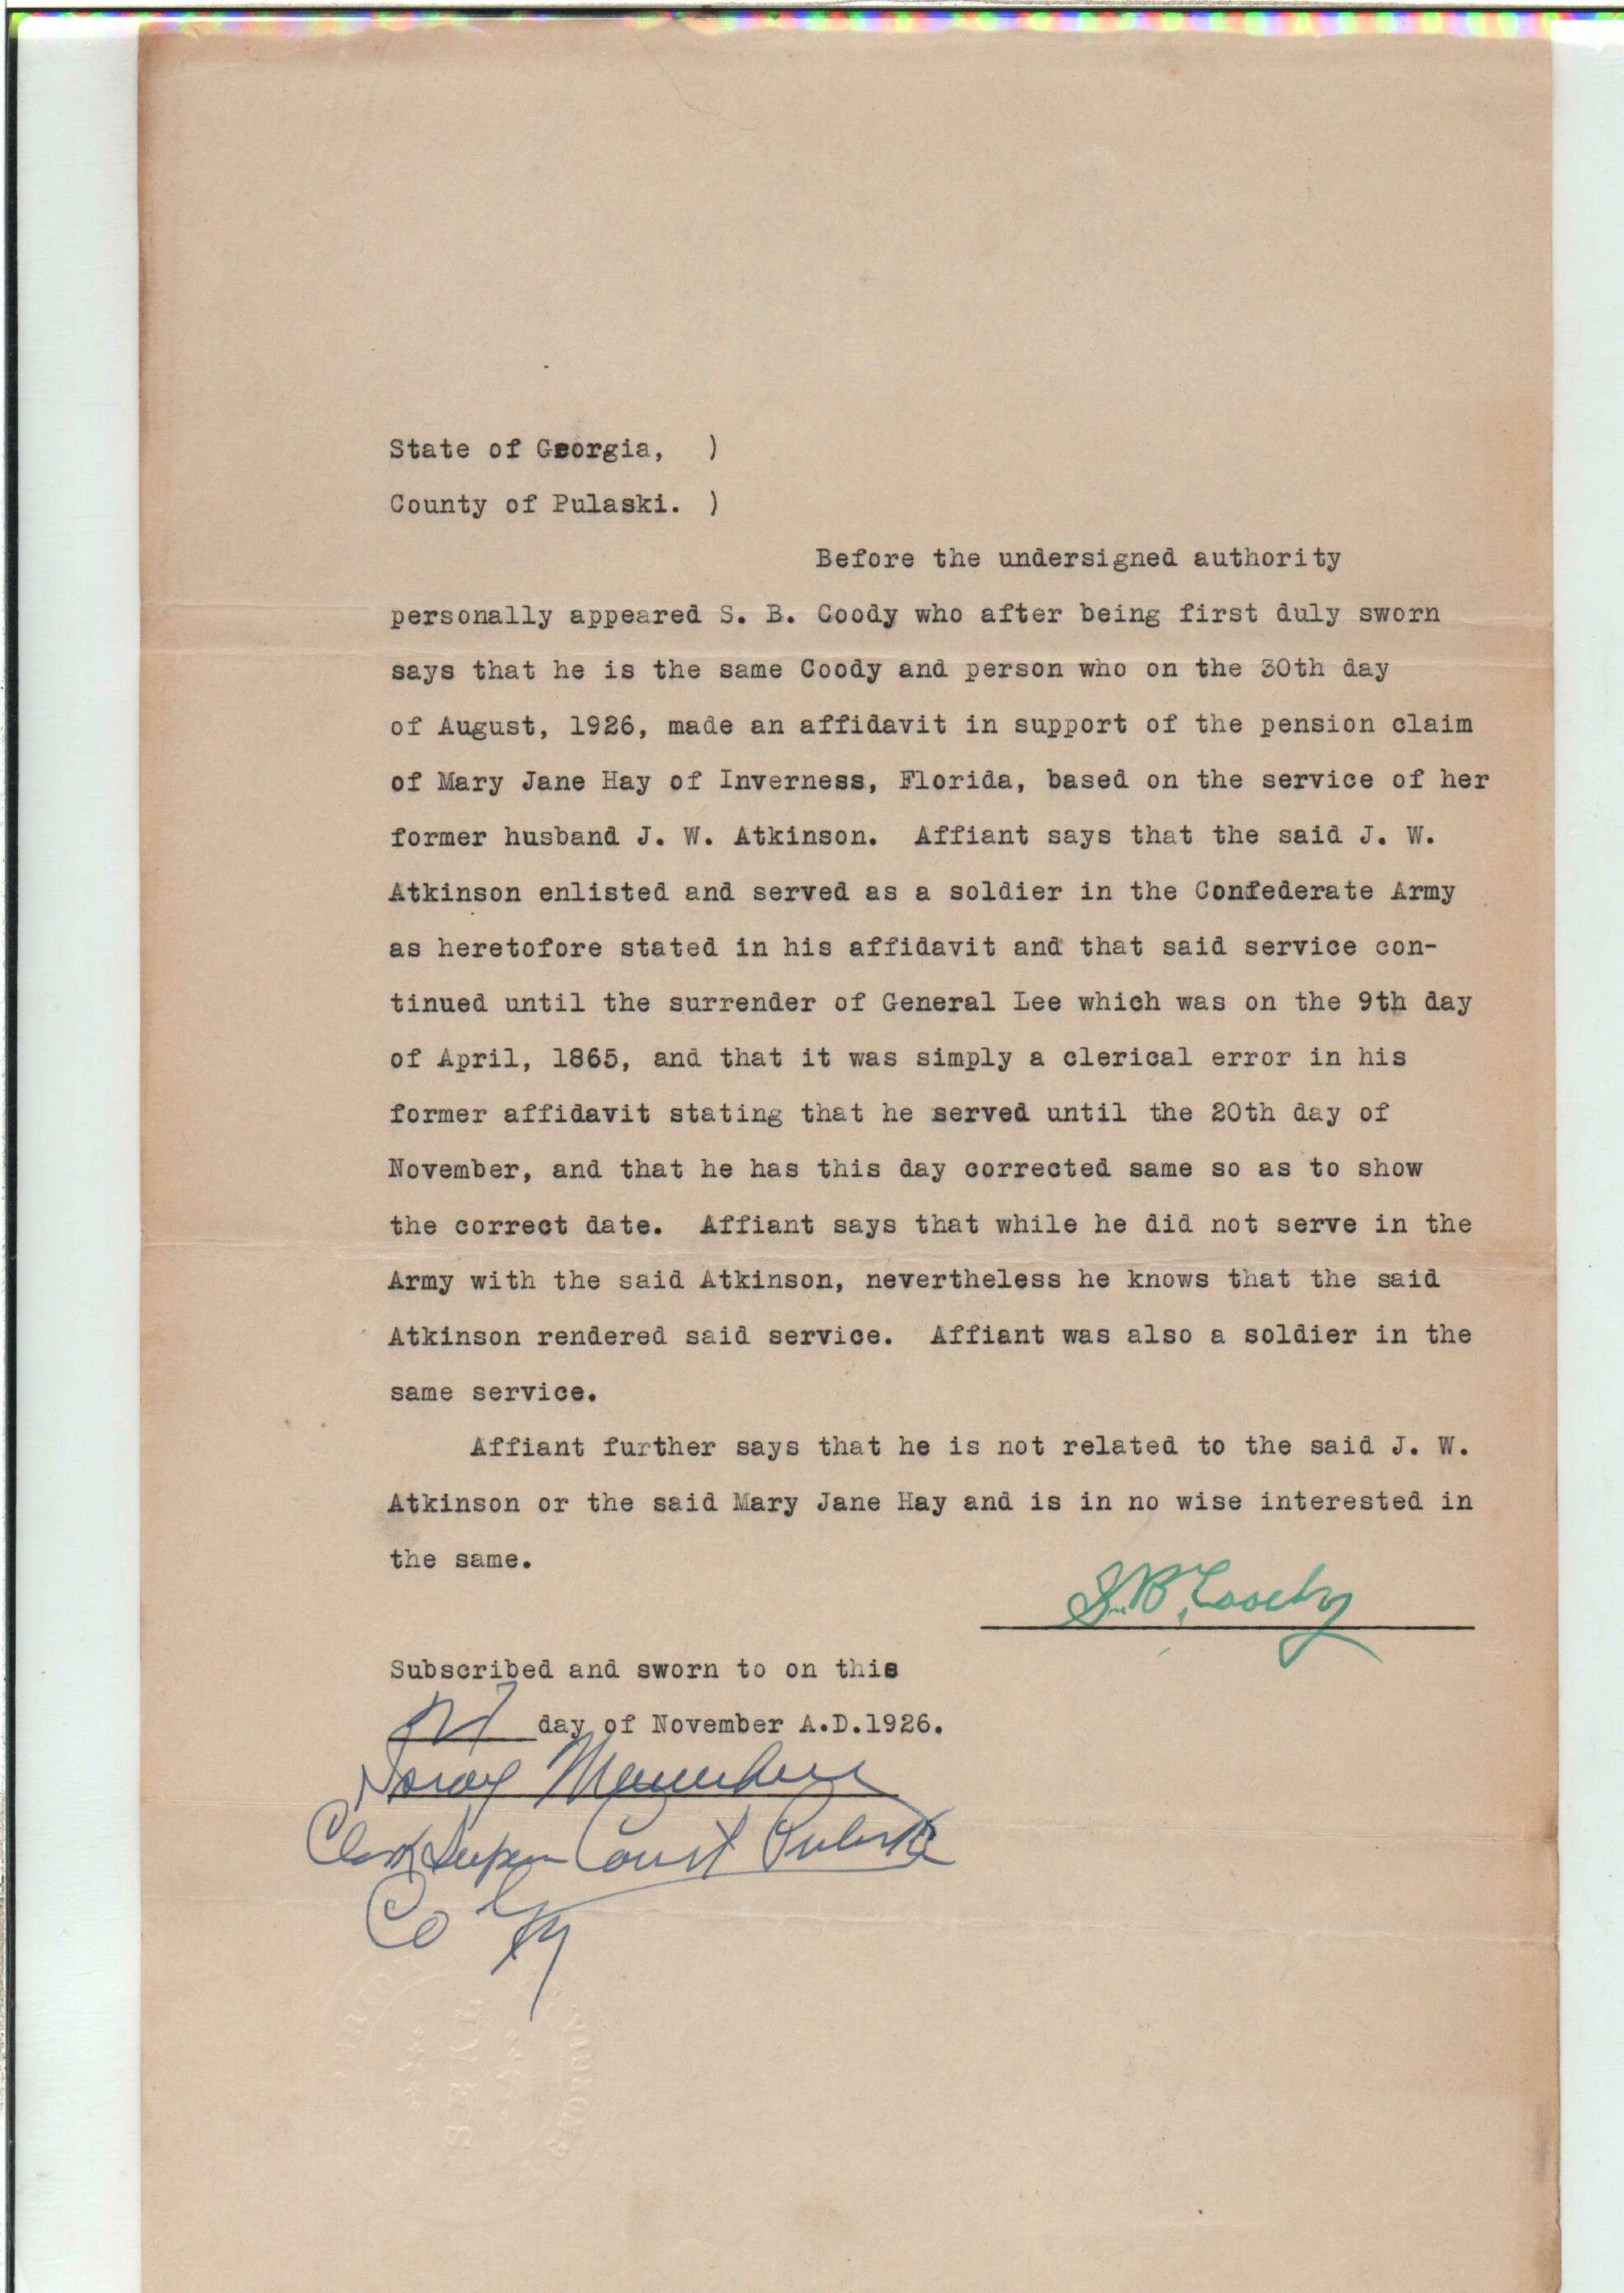 State of Georgia, )
County of Pulaski. )
Before the undersigned authority
personally appeared S. B. Coody who after being first duly sworn
says that he is the same Coody and person who on the 30th day
of August, 1926, made an affidavit in support of the pension claim
of Mary Jane Hay of Inverness, Florida, based on the service of her
former husband J. W. Atkinson. Affiant says that the said J. W.
Atkinson enlisted and served as a soldier in the Confederate Army
as heretofore stated in his affidavit and that said service con-
tinued until the surrender of General Lee which was on the 9th day
of April, 1865, and that it was simply a clerical error in his
former affidavit stating that he served until the 20th day of
November, and that he has this day corrected same so as to show
the correct date. Affiant says that while he did not serve in the
Army with the said Atkinson, nevertheless he knows that the said
Atkinson rendered said service. Affiant was also a soldier in the
same service.
Affiant further says that he is not related to the said J. W.
Atkinson or the said Mary Jane Hay and is in no wise interested in
the same.
S. B. Coody
Subscribed and sworn to on this
day of November A.D.1926.
Court Pulaski
Co Ga